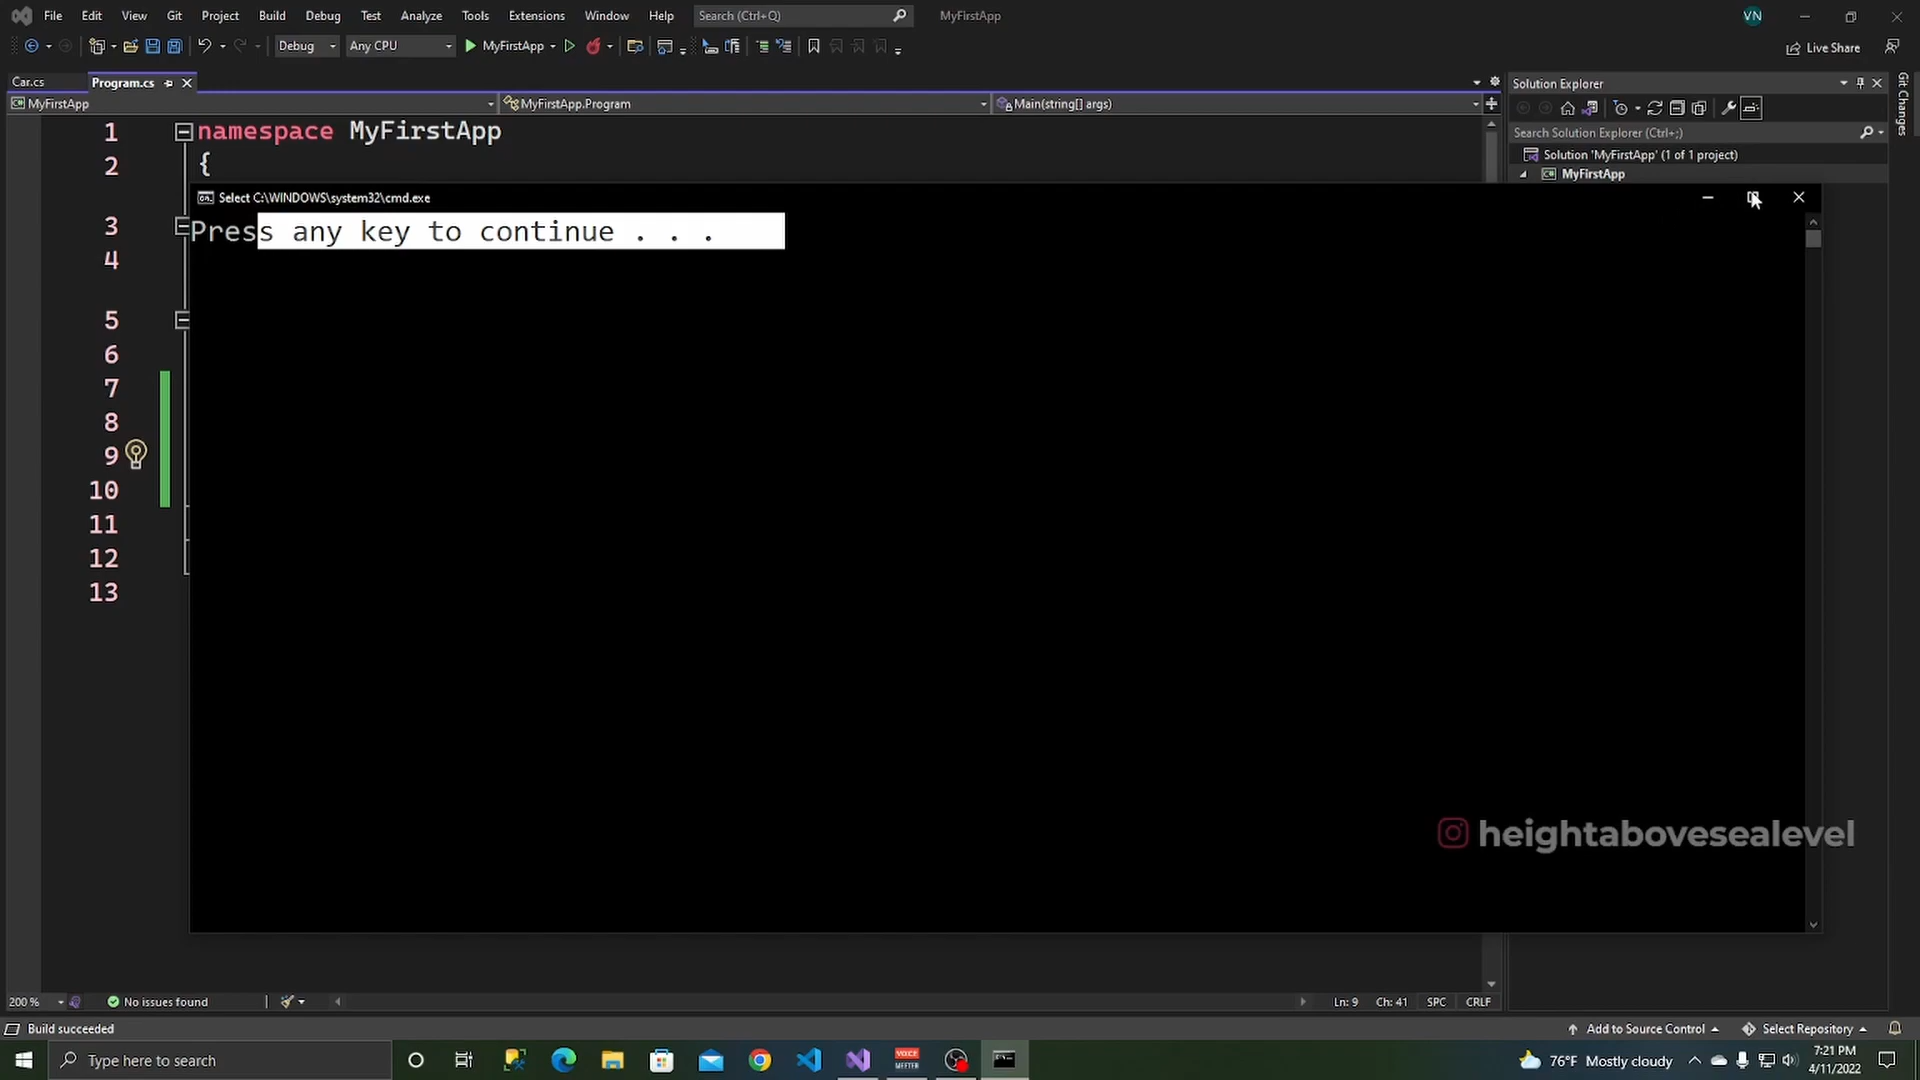 File Edit View Git Project Build Debug Test Analyze Tools Extensions Window Help Search (Ctrl+Q) MyFirstApp VN
Debug Any CPU MyFirstApp Live Share
Car.cs Program.cs Solution Explorer
MyFirstApp MyFirstApp.Program Main(string[] args)
Git Changes
Search Solution Explorer (Ctrl+;)
Solution 'MyFirstApp' (1 of 1 project)
MyFirstApp
1 namespace MyFirstApp
2 {
3
4
5
6
7
8
9
10
11
12
13
Select C:\WINDOWS\system32\cmd.exe
Press any key to continue . . .
heightabovesealevel
200 % No issues found Ln: 9 Ch: 41 SPC CRLF
Build succeeded Add to Source Control Select Repository
Type here to search VOICE MEETER 76°F Mostly cloudy 7:21 PM
4/11/2022